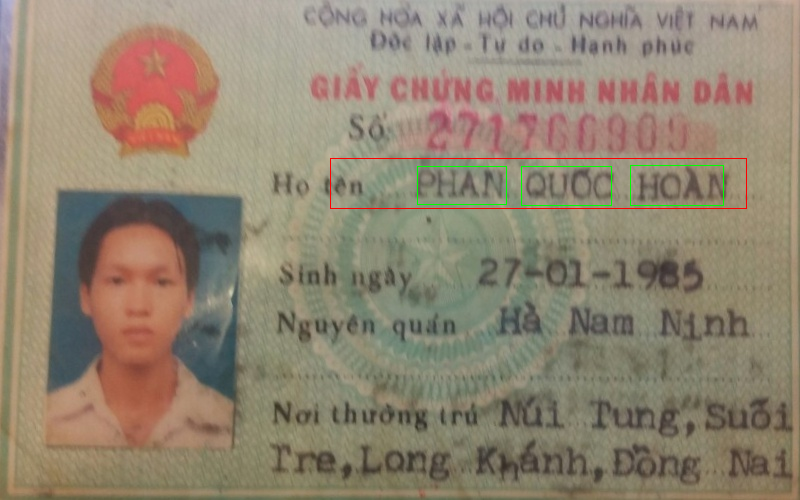 CỘNG HÒA XÃ HỘI CHỦ NGHĨA VIỆT NAM
Độc lập - Tự do - Hạnh phúc
GIẤY CHỨNG MINH NHÂN DÂN
Số 271766909
Họ tên PHAN QUỐC HOÀN
Sinh ngày 27-01-1985
Nguyên quán Hà Nam Ninh
Nơi thường trú Núi Tung, Suối
Tre, Long Khánh, Đồng Nai